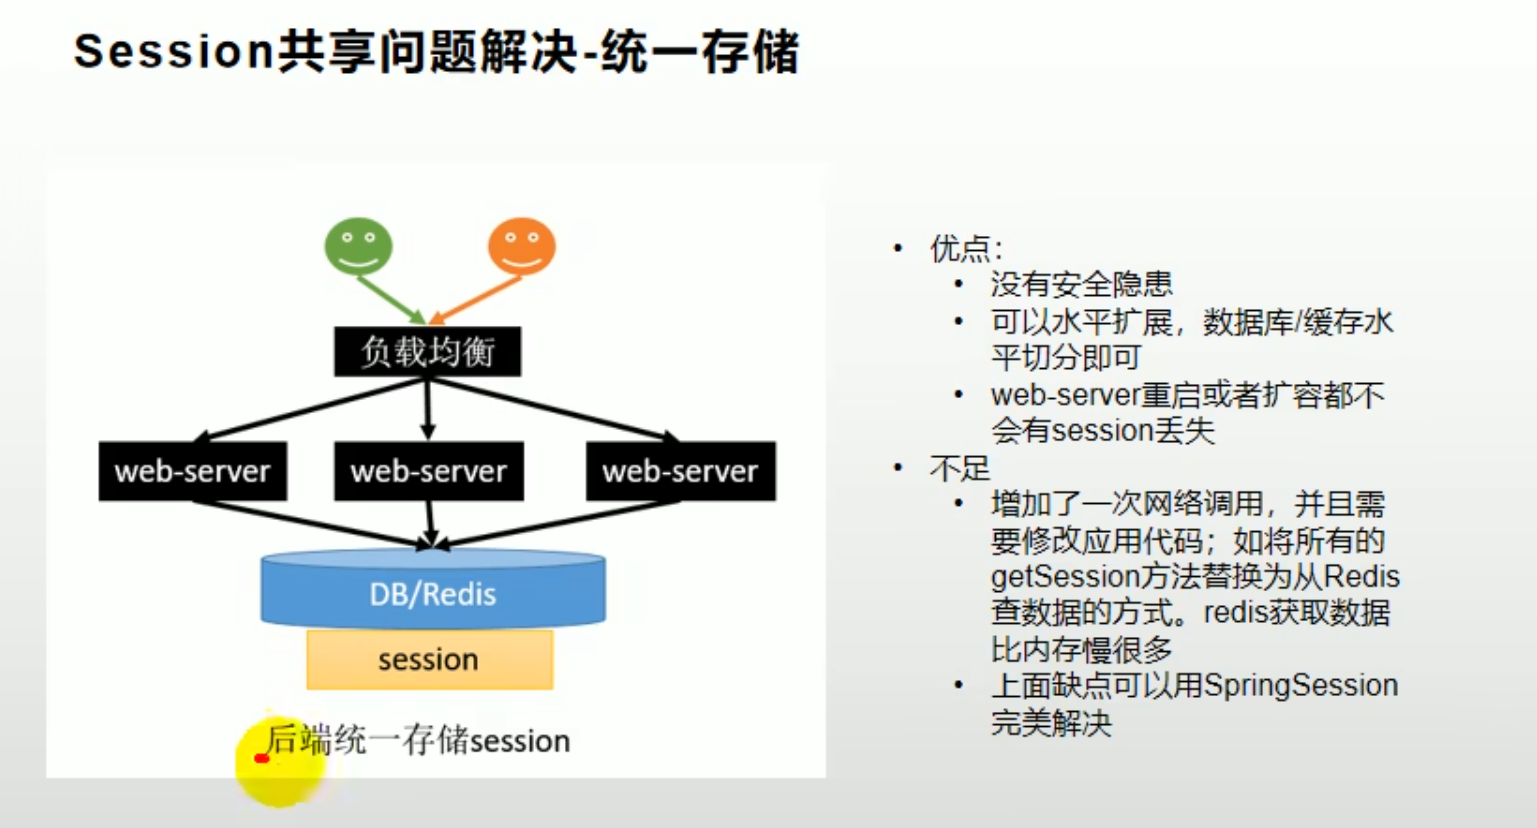 Session共享问题解决-统一存储
负载均衡
web-server
web-server
web-server
DB/Redis
session
后端统一存储session
• 优点：
• 没有安全隐患
• 可以水平扩展，数据库/缓存水
平切分即可
• web-server重启或者扩容都不
会有session丢失
• 不足
• 增加了一次网络调用，并且需
要修改应用代码；如将所有的
getSession方法替换为从Redis
查数据的方式。redis获取数据
比内存慢很多
• 上面缺点可以用SpringSession
完美解决